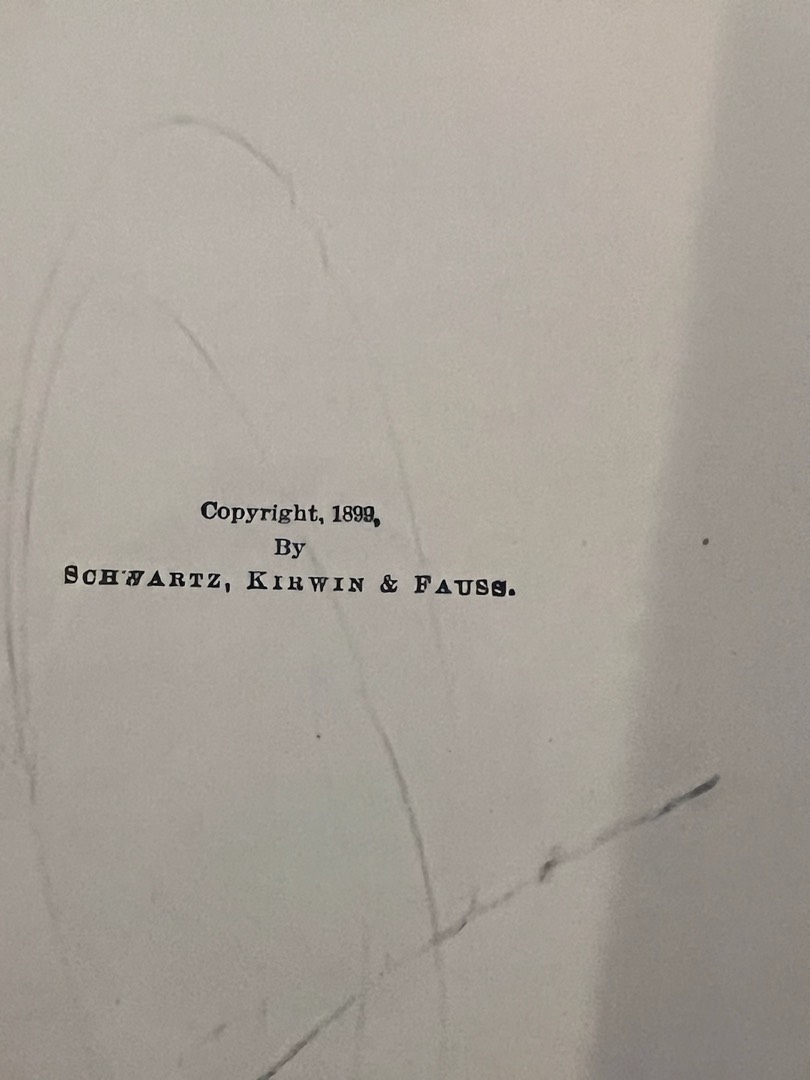 Copyright, 1899,
By
SCHWARTZ, KIRWIN & FAUSS.